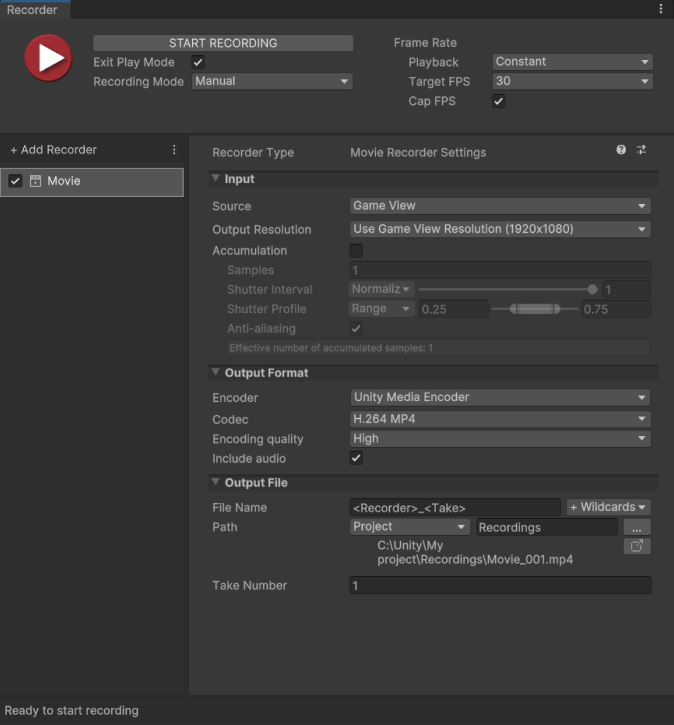 Recorder
START RECORDING
Exit Play Mode
Recording Mode Manual
Frame Rate
Playback Constant
Target FPS 30
Cap FPS
+ Add Recorder
Movie
Recorder Type Movie Recorder Settings
Input
Source Game View
Output Resolution Use Game View Resolution (1920x1080)
Accumulation
Samples 1
Shutter Interval Normaliz 1
Shutter Profile Range 0.25 0.75
Anti-aliasing
Effective number of accumulated samples: 1
Output Format
Encoder Unity Media Encoder
Codec H.264 MP4
Encoding quality High
Include audio
Output File
File Name <Recorder>_<Take> + Wildcards
Path Project Recordings ...
C:\Unity\My
project\Recordings\Movie_001.mp4
Take Number 1
Ready to start recording